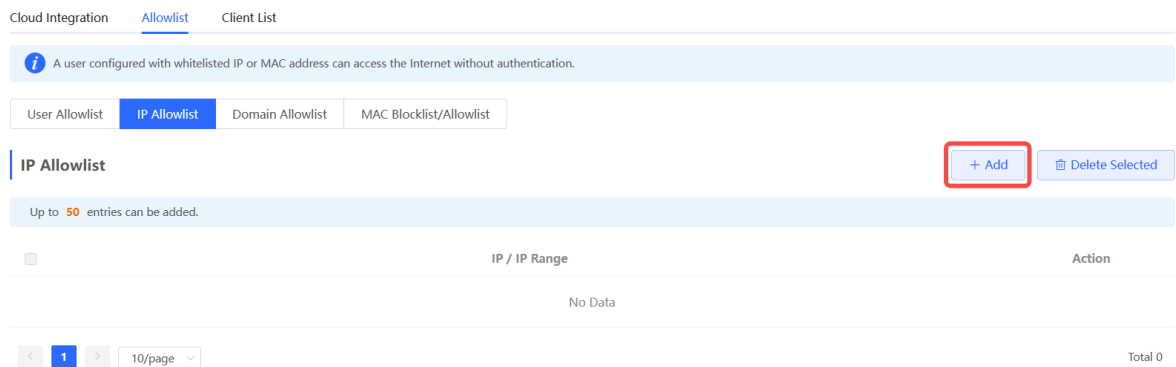 Cloud Integration Allowlist Client List
A user configured with whitelisted IP or MAC address can access the Internet without authentication.
User Allowlist IP Allowlist Domain Allowlist MAC Blocklist/Allowlist
IP Allowlist + Add Delete Selected
Up to 50 entries can be added.
IP / IP Range Action
No Data
< 1 > 10/page Total 0